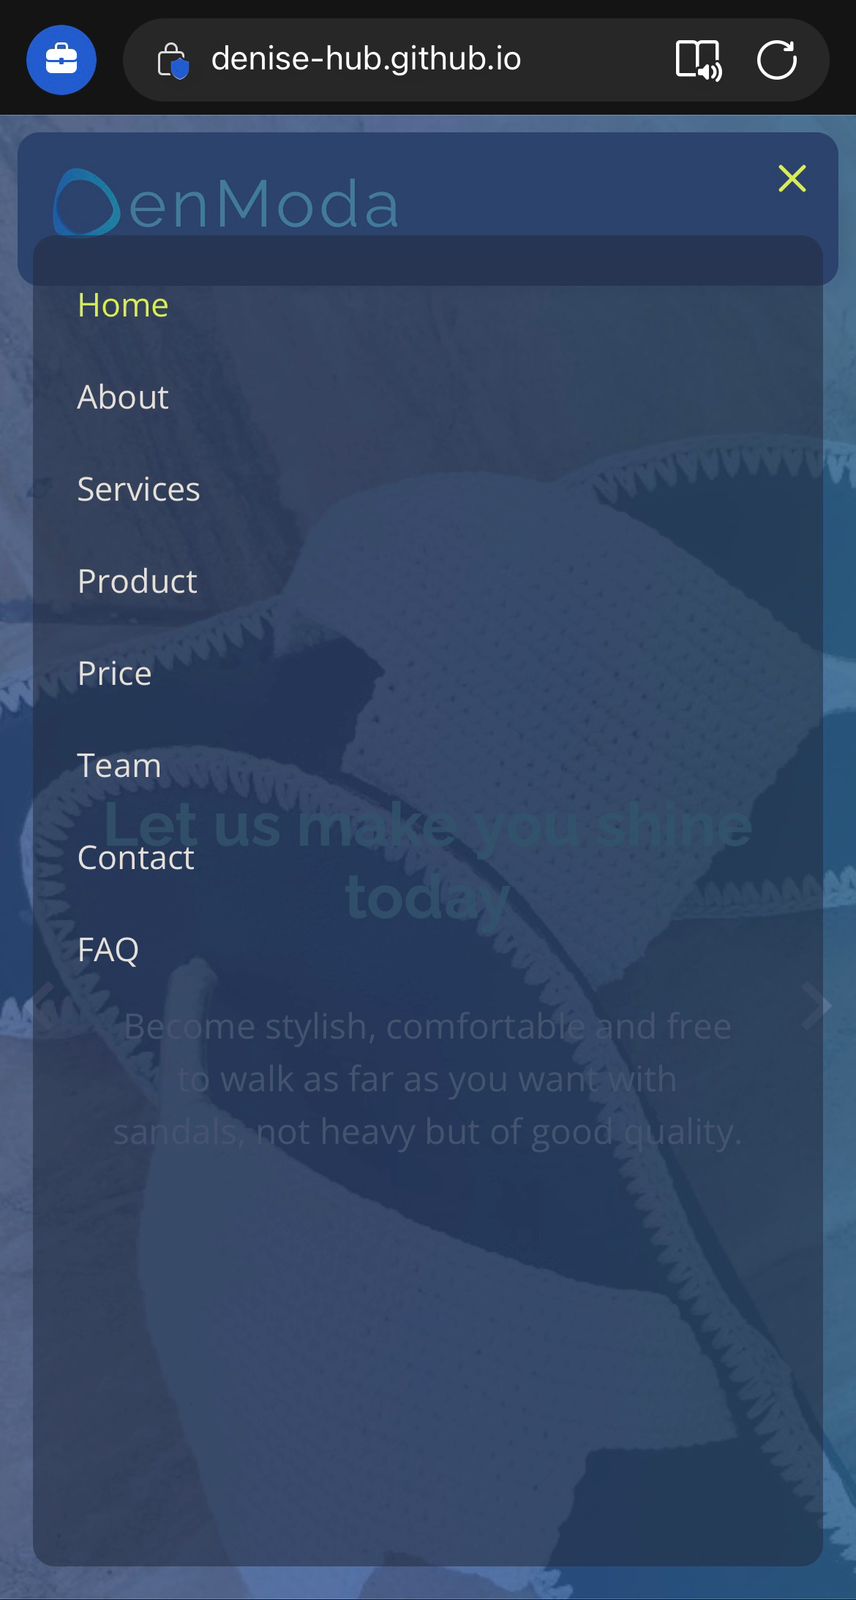 denise-hub.github.io
DenModa
Home
About
Services
Product
Price
Team
Let us make you shine
Contact
today
FAQ
Become stylish, comfortable and free
to walk as far as you want with
sandals, not heavy but of good quality.